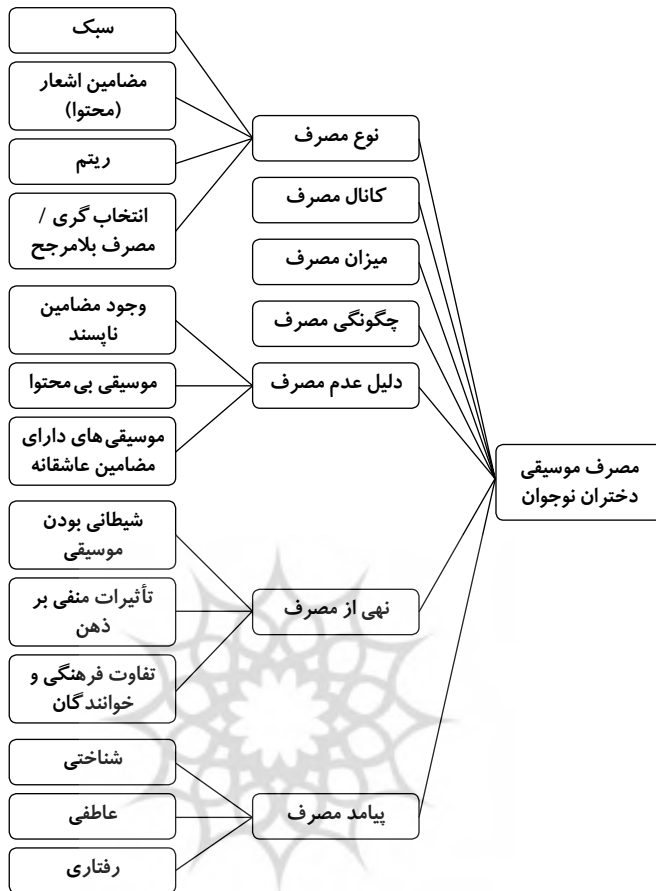 مصرف موسیقی
دختران نوجوان
نوع مصرف
سبک
مضامین اشعار
(محتوا)
ریتم
انتخاب گری /
مصرف بلامرجح
کانال مصرف
میزان مصرف
چگونگی مصرف
دلیل عدم مصرف
وجود مضامین
ناپسند
موسیقی بی محتوا
موسیقی های دارای
مضامین عاشقانه
نهی از مصرف
شیطانی بودن
موسیقی
تأثیرات منفی بر
ذهن
تفاوت فرهنگی و
خوانندگان
پیامد مصرف
شناختی
عاطفی
رفتاری